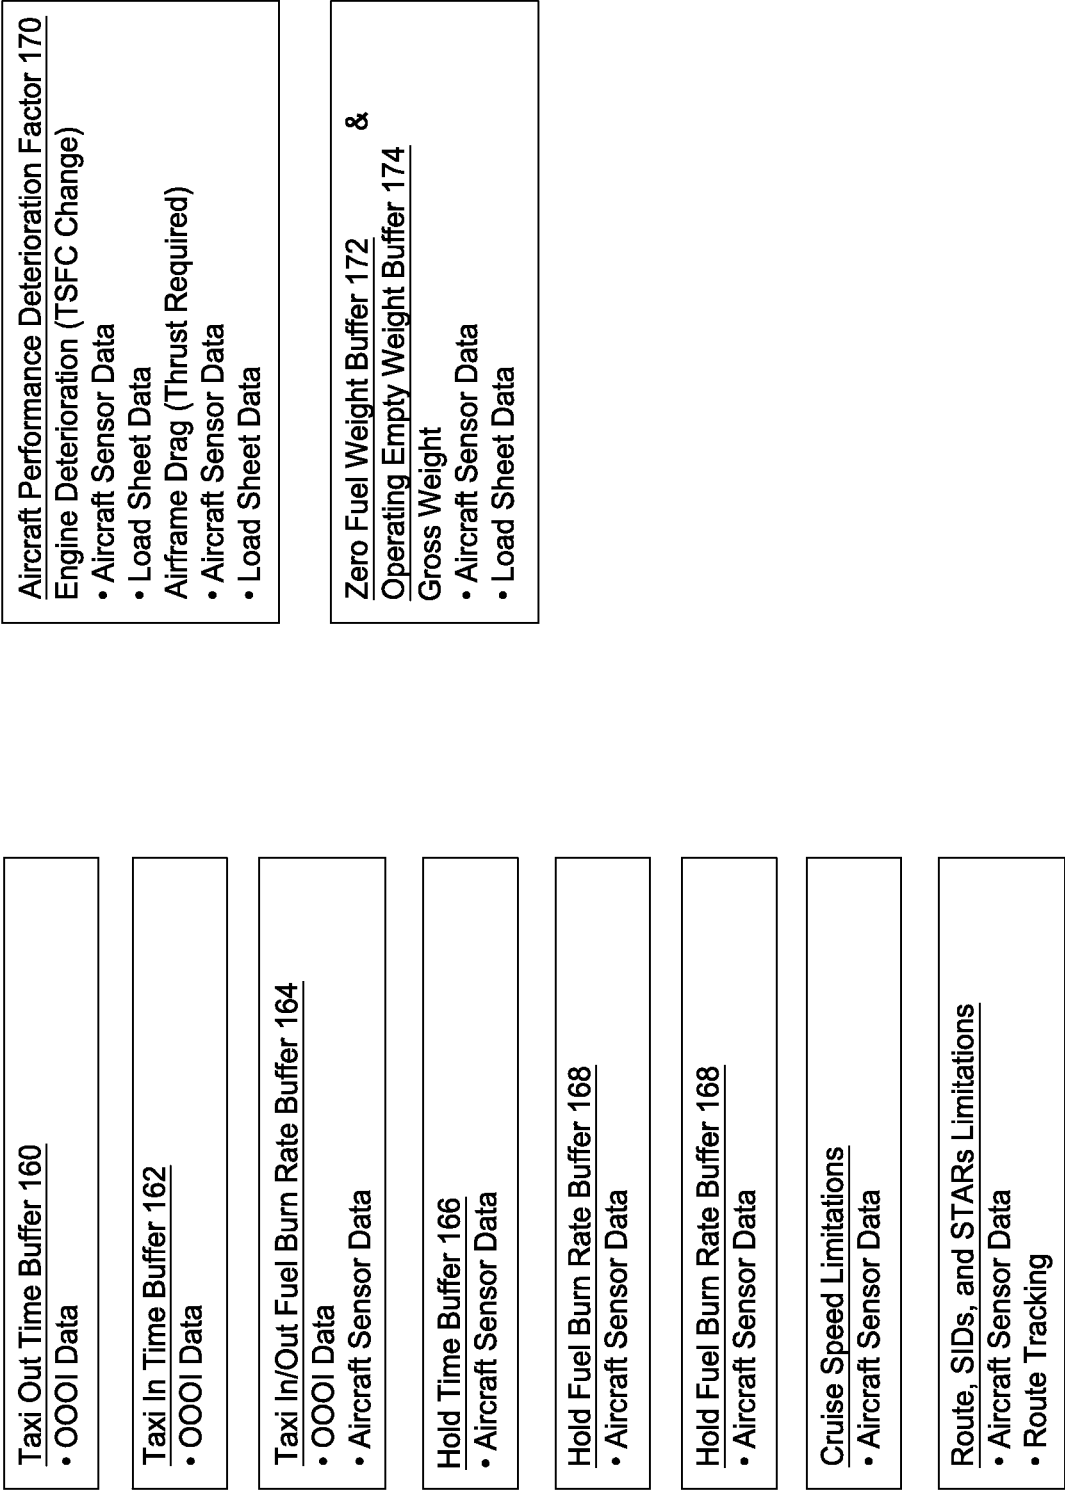 Taxi Out Time Buffer 160
• OOOI Data
Taxi In Time Buffer 162
• OOOI Data
Taxi In/Out Fuel Burn Rate Buffer 164
• OOOI Data
• Aircraft Sensor Data
Hold Time Buffer 166
• Aircraft Sensor Data
Hold Fuel Burn Rate Buffer 168
• Aircraft Sensor Data
Hold Fuel Burn Rate Buffer 168
• Aircraft Sensor Data
Cruise Speed Limitations
• Aircraft Sensor Data
Route, SIDs, and STARs Limitations
• Aircraft Sensor Data
• Route Tracking
Aircraft Performance Deterioration Factor 170
Engine Deterioration (TSFC Change)
• Aircraft Sensor Data
• Load Sheet Data
Airframe Drag (Thrust Required)
• Aircraft Sensor Data
• Load Sheet Data
Zero Fuel Weight Buffer 172 &
Operating Empty Weight Buffer 174
Gross Weight
• Aircraft Sensor Data
• Load Sheet Data